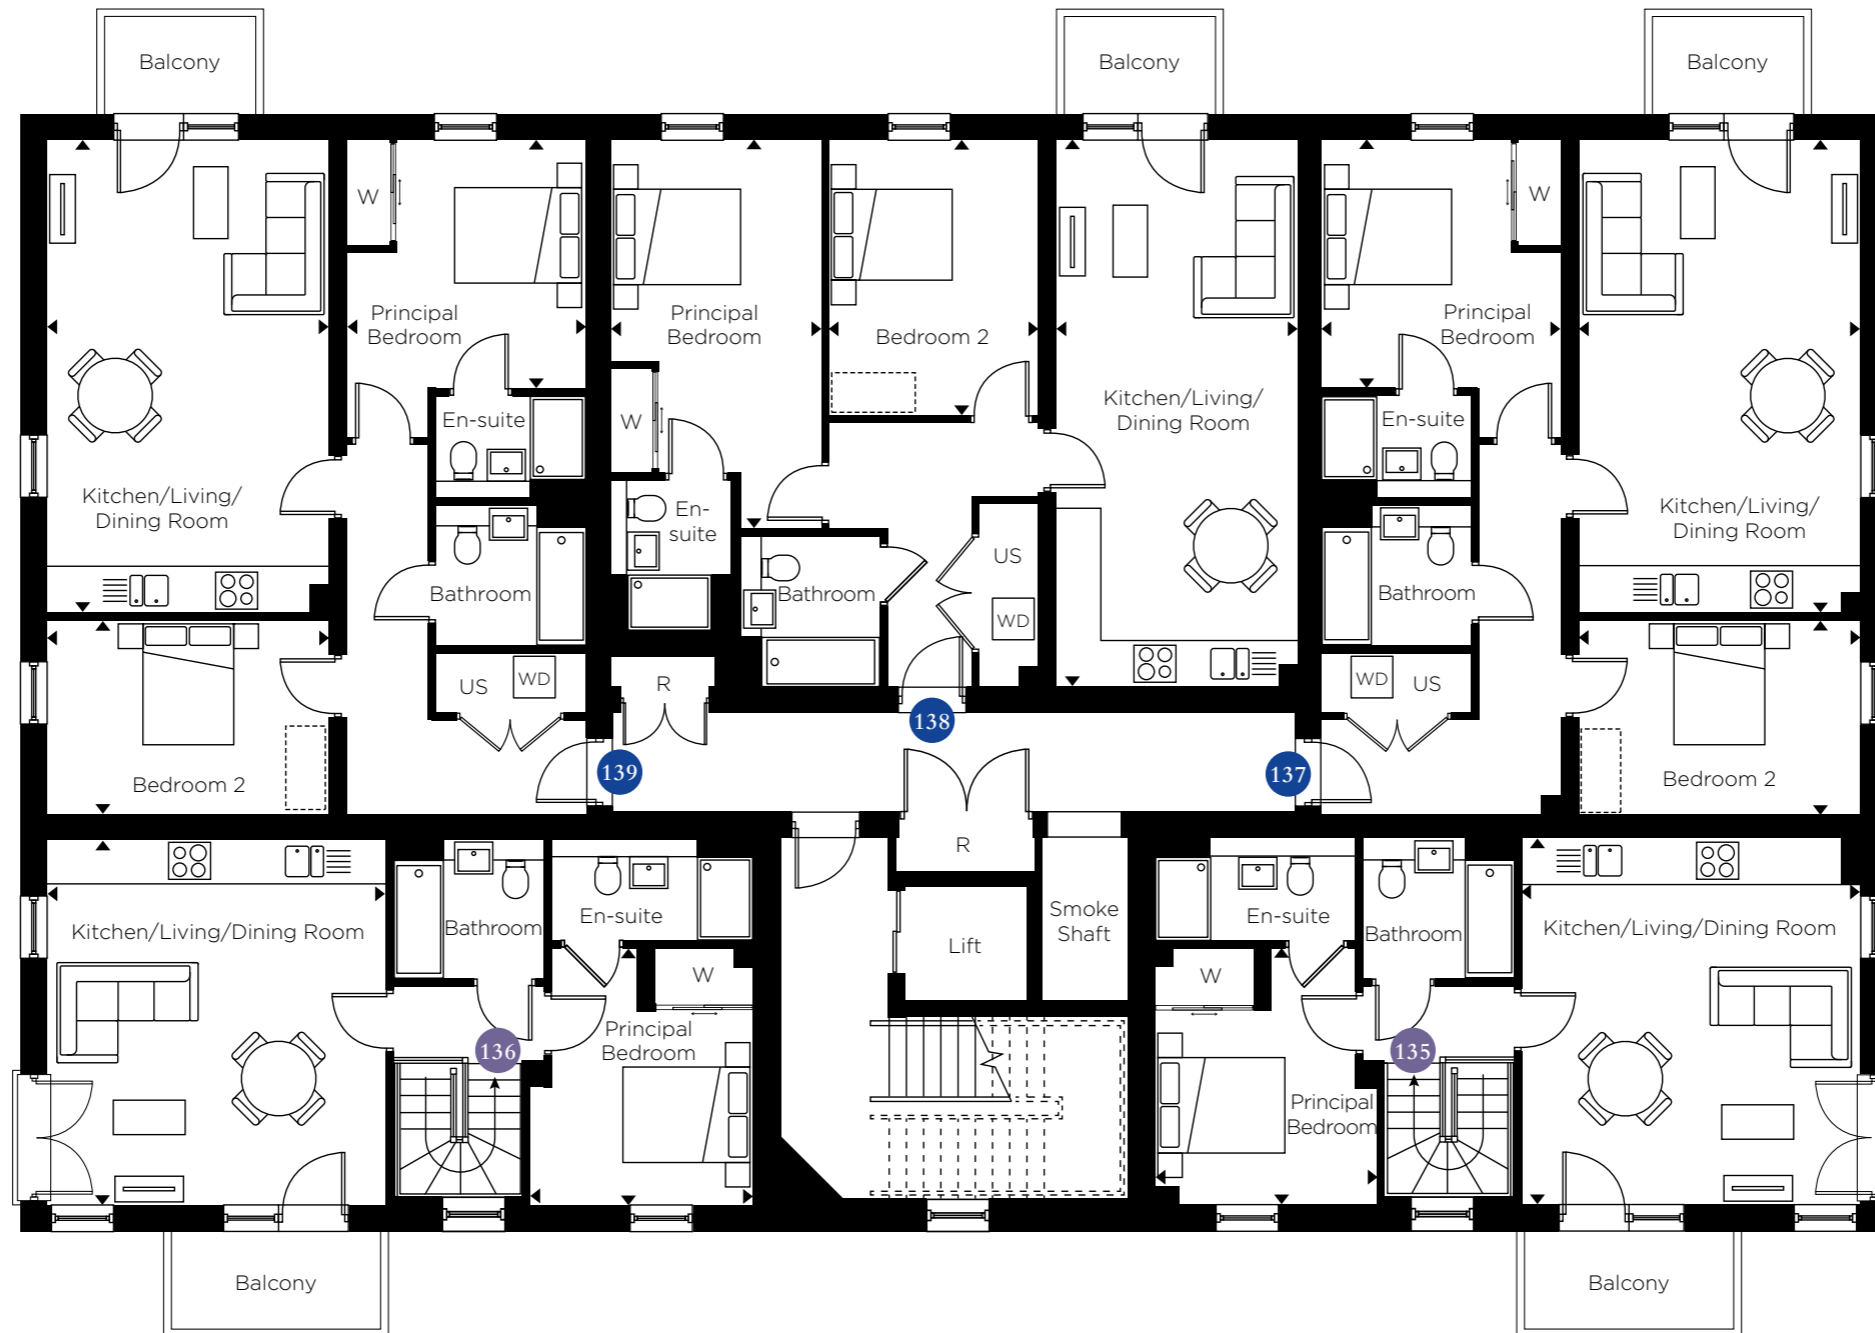 Balcony
Balcony
Balcony
W
W
Principal
Bedroom
Principal
Bedroom
Bedroom 2
Principal
Bedroom
Kitchen/Living/
Dining Room
En-suite
W
En-suite
Kitchen/Living/
Dining Room
En-
suite
Kitchen/Living/
Dining Room
US
Bathroom
Bathroom
Bathroom
WD
US
WD
R
WD
US
138
139
137
Bedroom 2
Bedroom 2
R
Kitchen/Living/Dining Room
Bathroom
En-suite
Smoke
Shaft
Lift
En-suite
Bathroom
Kitchen/Living/Dining Room
W
W
136
Principal
Bedroom
135
Principal
Bedroom
Balcony
Balcony